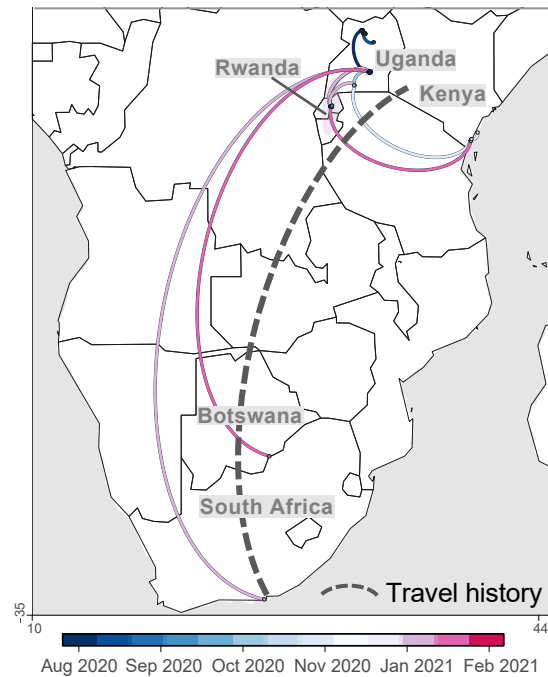 Uganda
Rwanda
Kenya
Botswana
South Africa
Travel history
−35
10
44
Aug 2020
Sep 2020
Oct 2020
Nov 2020
Jan 2021
Feb 2021